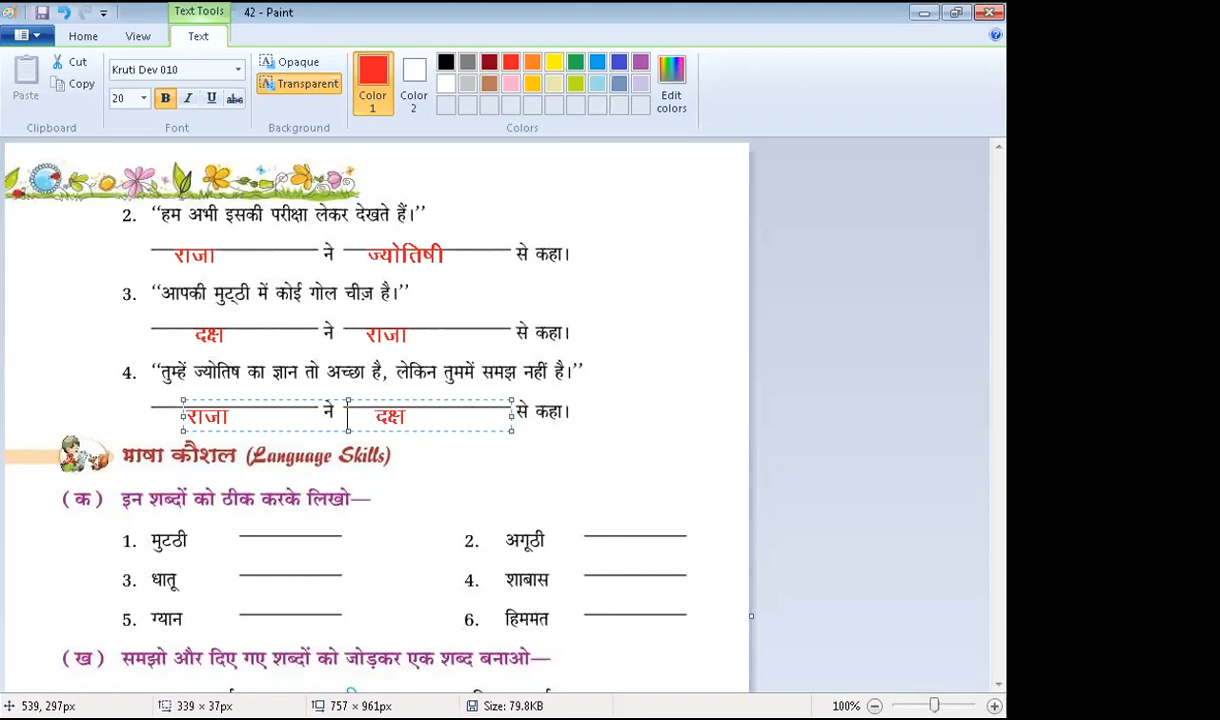 Text Tools
42 - Paint
Home View Text
Paste
Cut
Copy
Clipboard
Kruti Dev 010
20 B I U abc
Font
Opaque
Transparent
Background
Color 1
Color 2
Edit colors
Colors
2. ‘‘हम अभी इसकी परीक्षा लेकर देखते हैं।’’
राजा ने ज्योतिषी से कहा।
3. ‘‘आपकी मुट्ठी में कोई गोल चीज़ है।’’
दक्ष ने राजा से कहा।
4. ‘‘तुम्हें ज्योतिष का ज्ञान तो अच्छा है, लेकिन तुममें समझ नहीं है।’’
राजा ने दक्ष से कहा।
भाषा कौशल (Language Skills)
(क) इन शब्दों को ठीक करके लिखो—
1. मुटठी 2. अगूठी
3. धातू 4. शाबास
5. ग्यान 6. हिममत
(ख) समझो और दिए गए शब्दों को जोड़कर एक शब्द बनाओ—
539, 297px 339 × 37px 757 × 961px Size: 79.8KB 100%